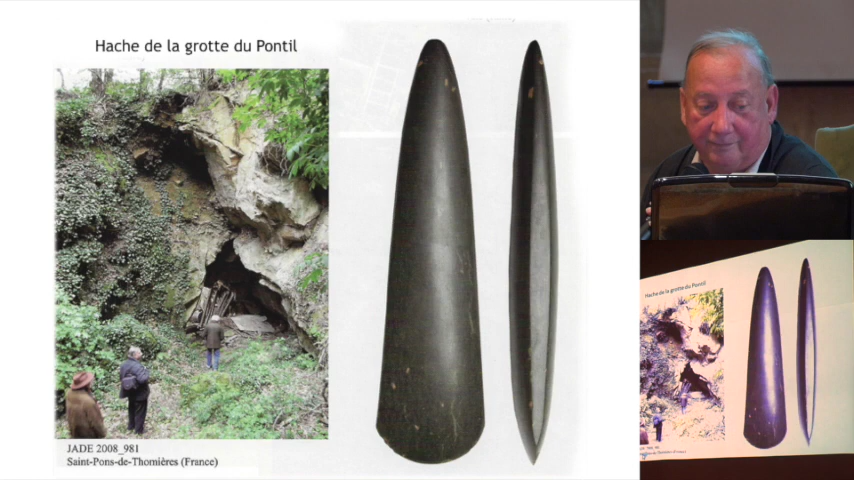 Hache de la grotte du Pontil
JADE 2008_981
Saint-Pons-de-Thomières (France)
Hache de la grotte du Pontil